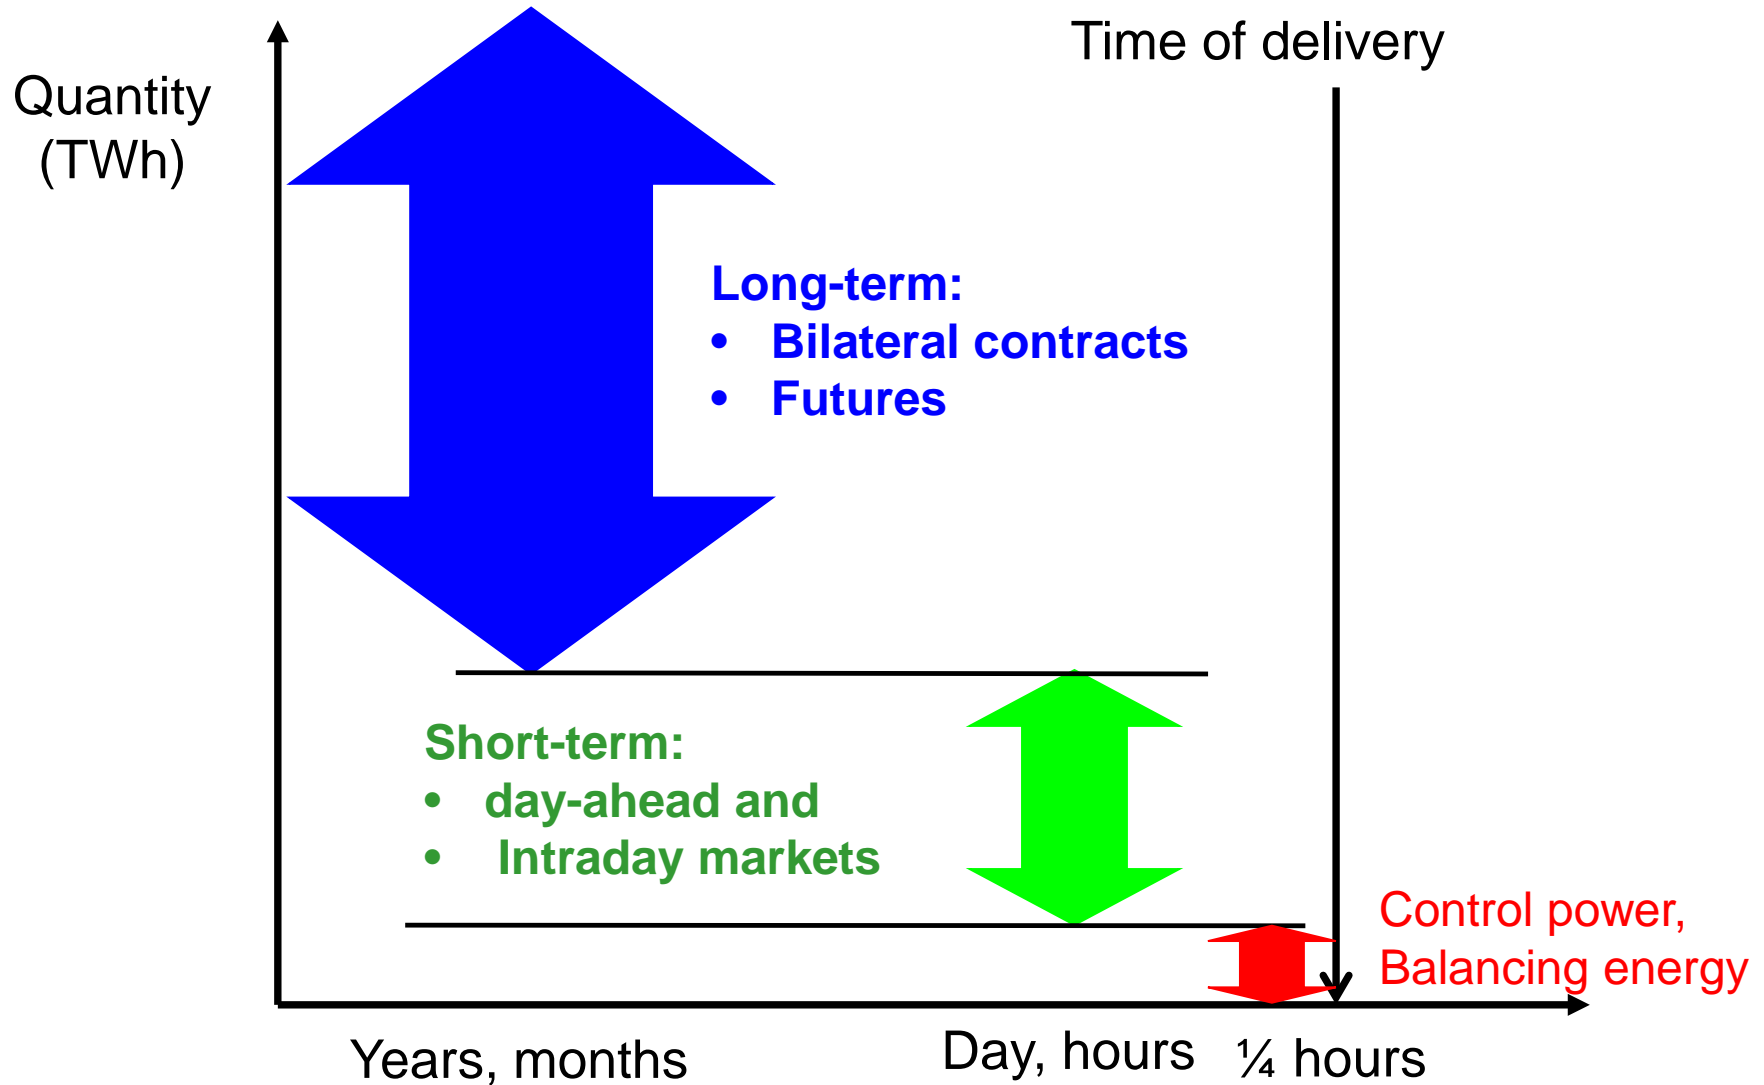 Time of delivery
Quantity
(TWh)
Long-term:
• Bilateral contracts
• Futures
Short-term:
• day-ahead and
• Intraday markets
Control power,
Balancing energy
Years, months
Day, hours
¼ hours